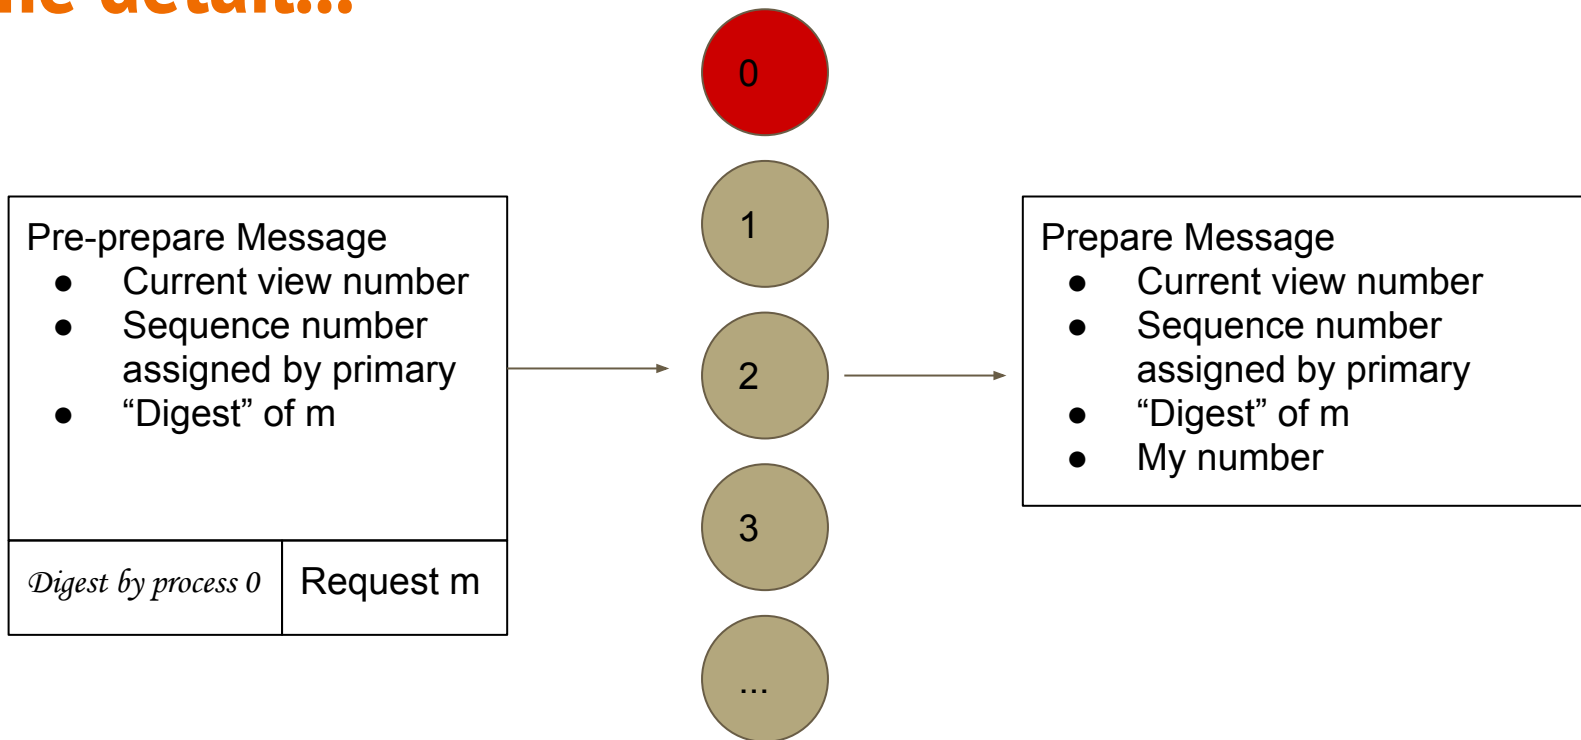 detail...
0
1
2
3
...
Pre-prepare Message
● Current view number
● Sequence number
assigned by primary
● “Digest” of m
Digest by process 0
Request m
Prepare Message
● Current view number
● Sequence number
assigned by primary
● “Digest” of m
● My number